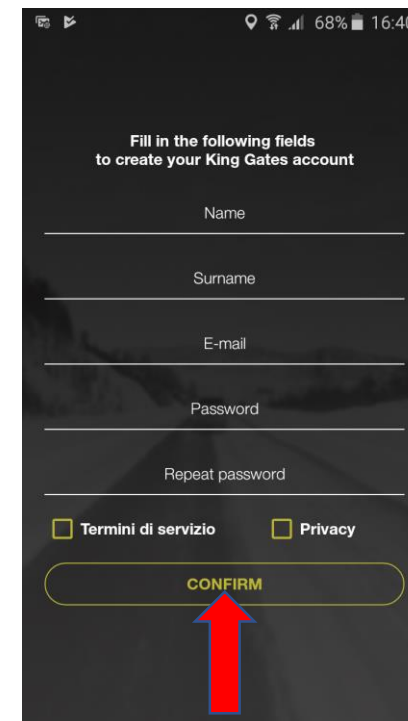 68% 16:40
Fill in the following fields
to create your King Gates account
Name
Surname
E-mail
Password
Repeat password
Termini di servizio Privacy
CONFIRM